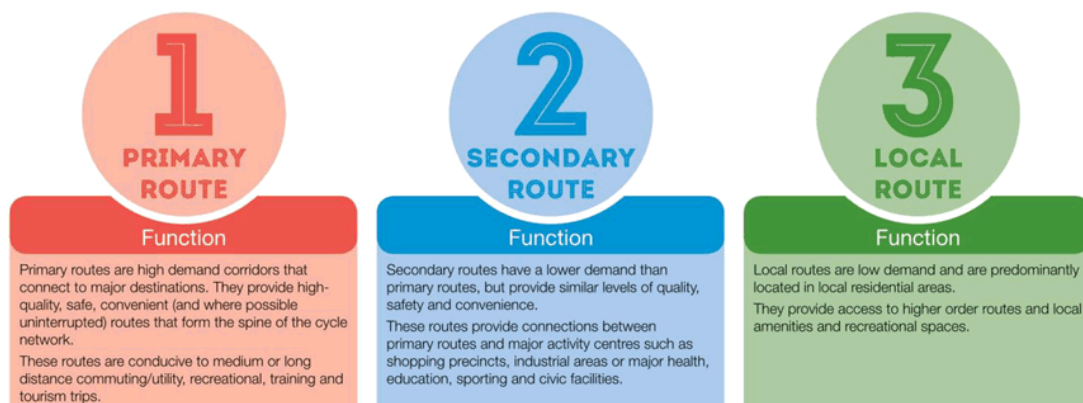 1
PRIMARY
ROUTE
Function
Primary routes are high demand corridors that
connect to major destinations. They provide high-
quality, safe, convenient (and where possible
uninterrupted) routes that form the spine of the cycle
network.
These routes are conducive to medium or long
distance commuting/utility, recreational, training and
tourism trips.
2
SECONDARY
ROUTE
Function
Secondary routes have a lower demand than
primary routes, but provide similar levels of quality,
safety and convenience.
These routes provide connections between
primary routes and major activity centres such as
shopping precincts, industrial areas or major health,
education, sporting and civic facilities.
3
LOCAL
ROUTE
Function
Local routes are low demand and are predominantly
located in local residential areas.
They provide access to higher order routes and local
amenities and recreational spaces.